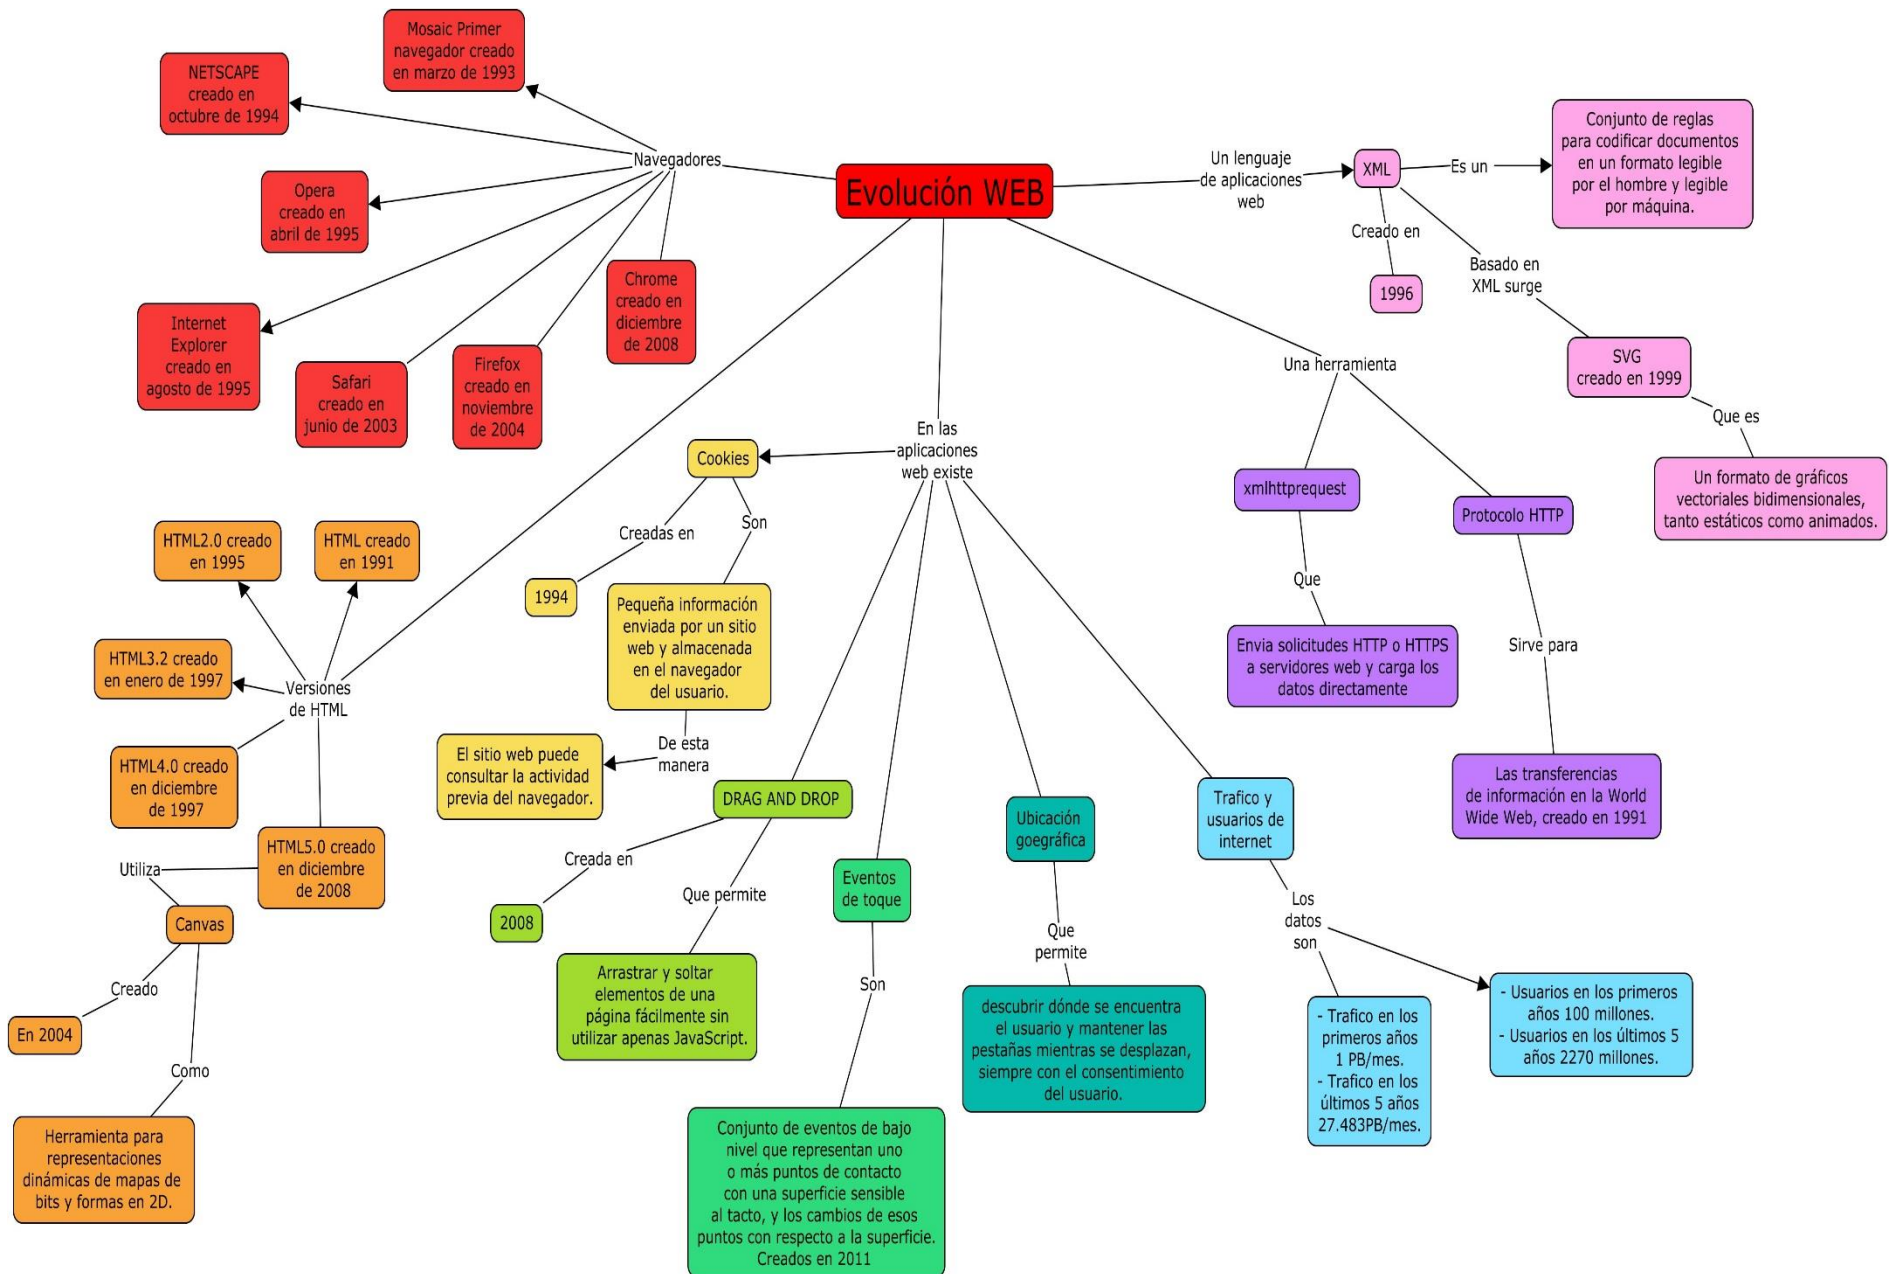 Evolución WEB
Navegadores
Mosaic Primer
navegador creado
en marzo de 1993
NETSCAPE
creado en
octubre de 1994
Opera
creado en
abril de 1995
Internet
Explorer
creado en
agosto de 1995
Safari
creado en
junio de 2003
Firefox
creado en
noviembre
de 2004
Chrome
creado en
diciembre
de 2008
Un lenguaje
de aplicaciones
web
XML
Es un
Conjunto de reglas
para codificar documentos
en un formato legible
por el hombre y legible
por máquina.
Creado en
1996
Basado en
XML surge
SVG
creado en 1999
Que es
Un formato de gráficos
vectoriales bidimensionales,
tanto estáticos como animados.
Una herramienta
xmlhttprequest
Que
Envia solicitudes HTTP o HTTPS
a servidores web y carga los
datos directamente
Protocolo HTTP
Sirve para
Las transferencias
de información en la World
Wide Web, creado en 1991
En las
aplicaciones
web existe
Cookies
Creadas en
1994
Son
Pequeña información
enviada por un sitio
web y almacenada
en el navegador
del usuario.
De esta
manera
El sitio web puede
consultar la actividad
previa del navegador.
DRAG AND DROP
Creada en
2008
Que permite
Arrastrar y soltar
elementos de una
página fácilmente sin
utilizar apenas JavaScript.
Eventos
de toque
Son
Conjunto de eventos de bajo
nivel que representan uno
o más puntos de contacto
con una superficie sensible
al tacto, y los cambios de esos
puntos con respecto a la superficie.
Creados en 2011
Ubicación
goegráfica
Que
permite
descubrir dónde se encuentra
el usuario y mantener las
pestañas mientras se desplazan,
siempre con el consentimiento
del usuario.
Trafico y
usuarios de
internet
Los
datos
son
- Trafico en los
primeros años
1 PB/mes.
- Trafico en los
últimos 5 años
27.483PB/mes.
- Usuarios en los primeros
años 100 millones.
- Usuarios en los últimos 5
años 2270 millones.
Versiones
de HTML
HTML2.0 creado
en 1995
HTML creado
en 1991
HTML3.2 creado
en enero de 1997
HTML4.0 creado
en diciembre
de 1997
HTML5.0 creado
en diciembre
de 2008
Utiliza
Canvas
Creado
En 2004
Como
Herramienta para
representaciones
dinámicas de mapas de
bits y formas en 2D.